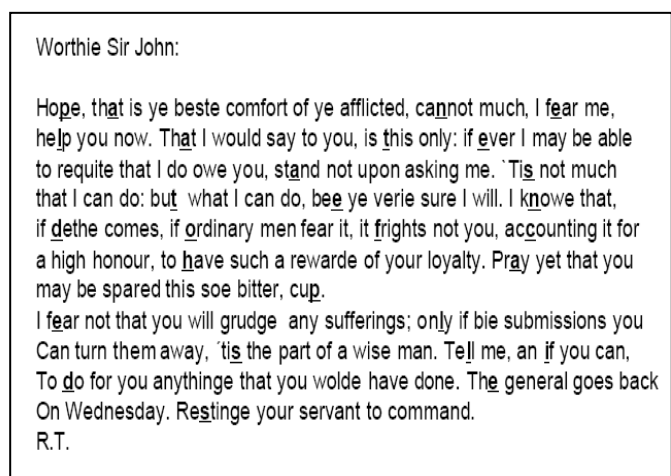 Worthie Sir John:
Hope, that is ye beste comfort of ye afflicted, cannot much, I fear me,
help you now. That I would say to you, is this only: if ever I may be able
to requite that I do owe you, stand not upon asking me. `Tis not much
that I can do: but what I can do, bee ye verie sure I will. I knowe that,
if dethe comes, if ordinary men fear it, it frights not you, accounting it for
a high honour, to have such a rewarde of your loyalty. Pray yet that you
may be spared this soe bitter, cup.
I fear not that you will grudge any sufferings; only if bie submissions you
Can turn them away, ´tis the part of a wise man. Tell me, an if you can,
To do for you anythinge that you wolde have done. The general goes back
On Wednesday. Restinge your servant to command.
R.T.